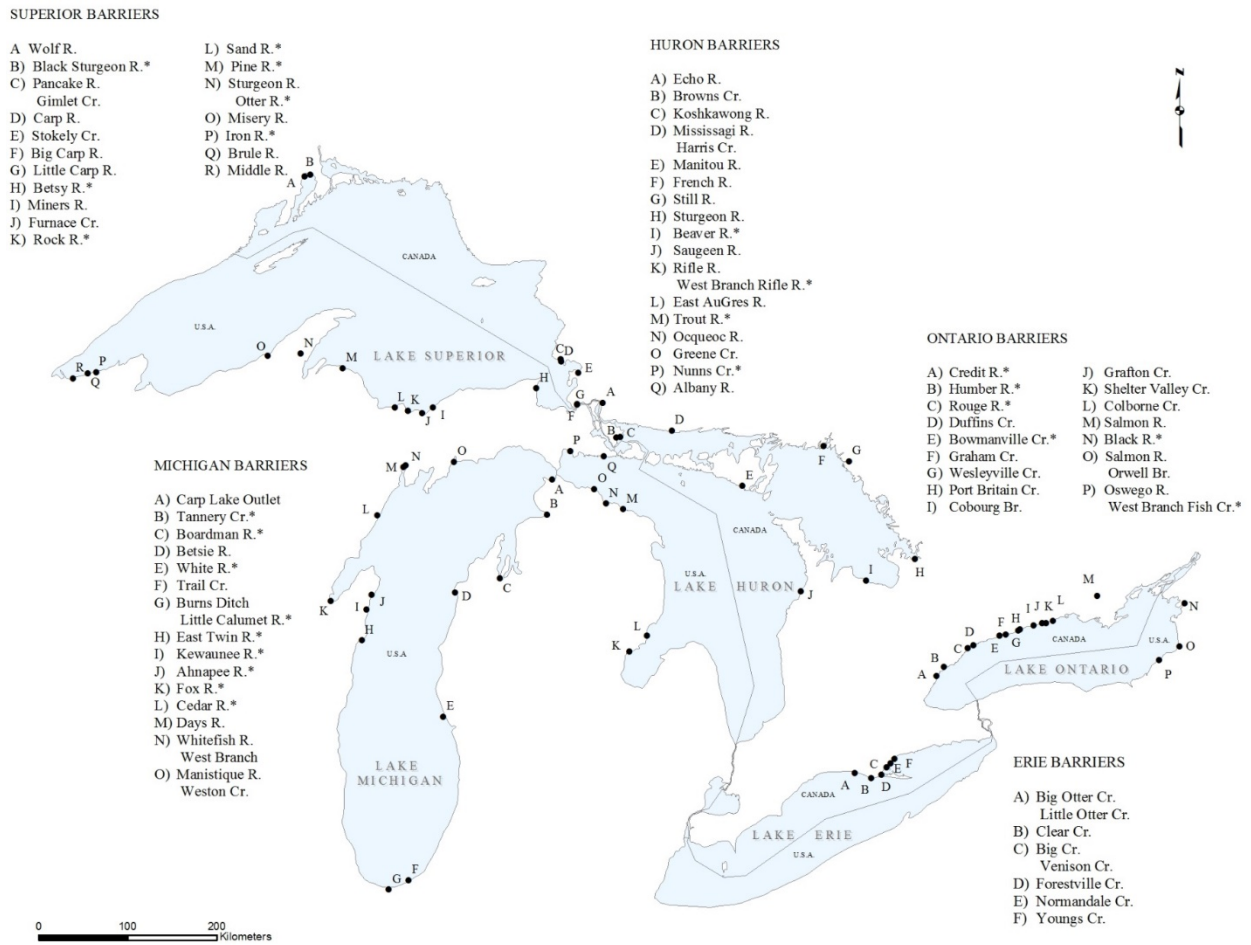 SUPERIOR BARRIERS
A Wolf R.
B) Black Sturgeon R.*
C) Pancake R.
Gimlet Cr.
D) Carp R.
E) Stokely Cr.
F) Big Carp R.
G) Little Carp R.
H) Betsy R.*
I) Miners R.
J) Furnace Cr.
K) Rock R.*
L) Sand R.*
M) Pine R.*
N) Sturgeon R.
Otter R.*
O) Misery R.
P) Iron R.*
Q) Brule R.
R) Middle R.
HURON BARRIERS
A) Echo R.
B) Browns Cr.
C) Koshkawong R.
D) Mississagi R.
Harris Cr.
E) Manitou R.
F) French R.
G) Still R.
H) Sturgeon R.
I) Beaver R.*
J) Saugeen R.
K) Rifle R.
West Branch Rifle R.*
L) East AuGres R.
M) Trout R.*
N) Ocqueoc R.
O) Greene Cr.
P) Nunns Cr.*
Q) Albany R.
N
ONTARIO BARRIERS
A) Credit R.*
B) Humber R.*
C) Rouge R.*
D) Duffins Cr.
E) Bowmanville Cr.*
F) Graham Cr.
G) Wesleyville Cr.
H) Port Britain Cr.
I) Cobourg Br.
J) Grafton Cr.
K) Shelter Valley Cr.
L) Colborne Cr.
M) Salmon R.
N) Black R.*
O) Salmon R.
Orwell Br.
P) Oswego R.
West Branch Fish Cr.*
MICHIGAN BARRIERS
A) Carp Lake Outlet
B) Tannery Cr.*
C) Boardman R.*
D) Betsie R.
E) White R.*
F) Trail Cr.
G) Burns Ditch
Little Calumet R.*
H) East Twin R.*
I) Kewaunee R.*
J) Ahnapee R.*
K) Fox R.*
L) Cedar R.*
M) Days R.
N) Whitefish R.
West Branch
O) Manistique R.
Weston Cr.
ERIE BARRIERS
A) Big Otter Cr.
Little Otter Cr.
B) Clear Cr.
C) Big Cr.
Venison Cr.
D) Forestville Cr.
E) Normandale Cr.
F) Youngs Cr.
A B
CANADA
U.S.A.
LAKE SUPERIOR
R P
Q
O N
M
L K
J I
H
C D
E
G
F
A
B C
D
E
F G
H
I
J
K
L
M
N
O
P
Q
CANADA
U.S.A.
LAKE HURON
A
B
C
D
E
F
G
H
I J
K
L
M N
O
U.S.A
LAKE
MICHIGAN
A B
C D
E F
G H
I J K L
M
N
O
P
CANADA
U.S.A.
LAKE ONTARIO
A B
C
D
E F
CANADA
LAKE ERIE
U.S.A.
0 100 200
Kilometers